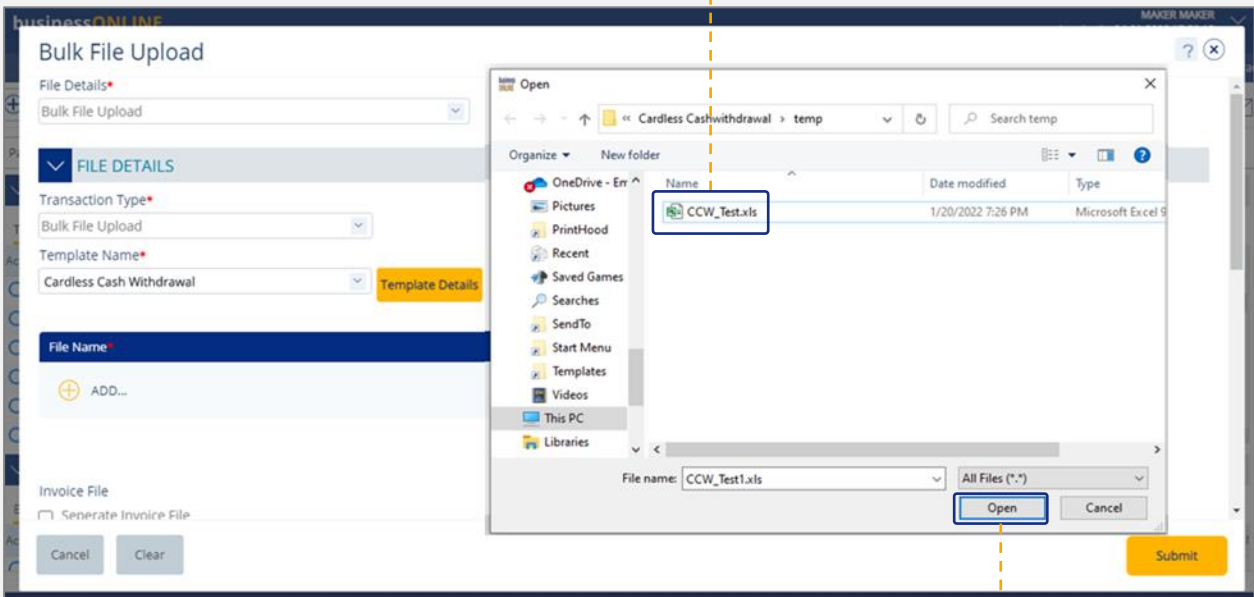 businessONLINE
MAKER MAKER
Bulk File Upload
?
File Details*
Bulk File Upload
FILE DETAILS
Transaction Type*
Bulk File Upload
Template Name*
Cardless Cash Withdrawal
Template Details
File Name*
ADD...
Invoice File
Seperate Invoice File
Cancel Clear
Submit
Open
« Cardless Cashwithdrawal › temp
Search temp
Organize New folder
Name Date modified Type
OneDrive - Em
Pictures
PrintHood
Recent
Saved Games
Searches
SendTo
Start Menu
Templates
Videos
This PC
Libraries
CCW_Test.xls 1/20/2022 7:26 PM Microsoft Excel 9
File name: CCW_Test1.xls All Files (*.*)
Open Cancel